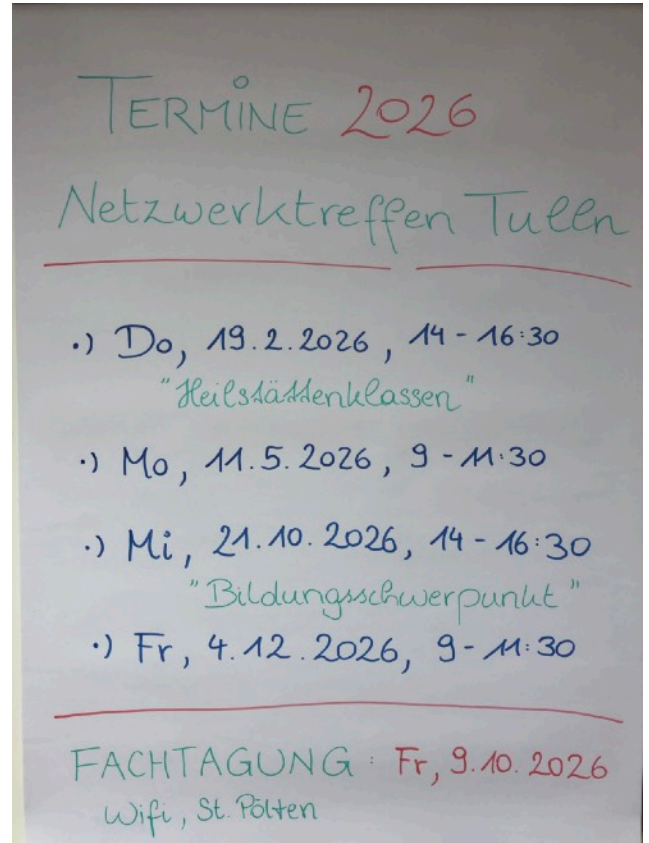 TERMINE 2026
Netzwerktreffen Tulln
.) Do, 19.2.2026, 14 - 16:30
"Heilstättenklassen"
.) Mo, 11.5.2026, 9 - 11:30
.) Mi, 21.10.2026, 14 - 16:30
"Bildungsschwerpunkt"
.) Fr, 4.12.2026, 9 - 11:30
FACHTAGUNG : Fr, 9.10.2026
Wifi, St. Pölten